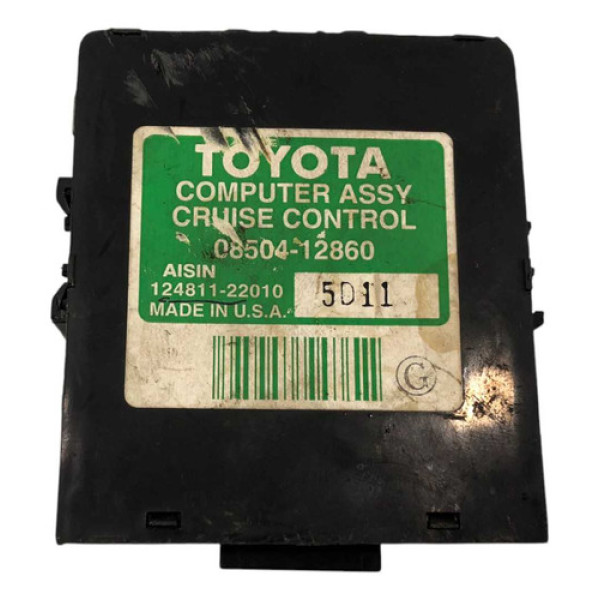 TOYOTA
COMPUTER ASSY
CRUISE CONTROL
08504-12860
AISIN
124811-22010
5D11
MADE IN U.S.A.
G